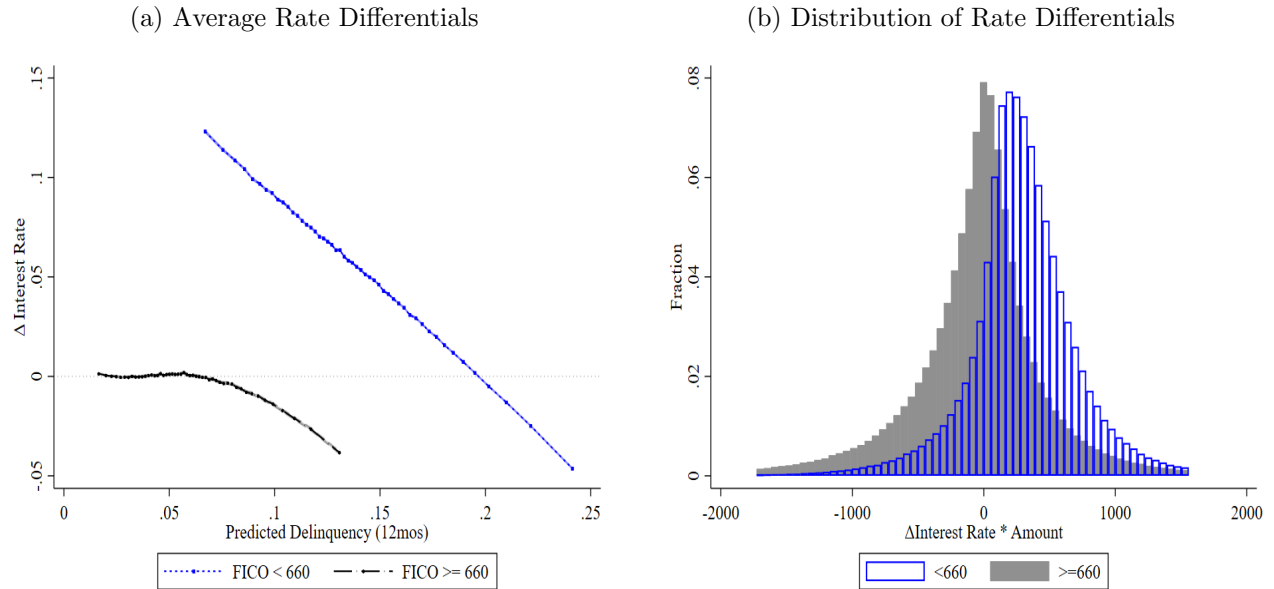 (a) Average Rate Differentials
.15
.1
.05
0
-.05
Δ Interest Rate
0 .05 .1 .15 .2 .25
Predicted Delinquency (12mos)
FICO < 660 FICO >= 660
(b) Distribution of Rate Differentials
.08
.06
.04
.02
0
Fraction
-2000 -1000 0 1000 2000
ΔInterest Rate * Amount
<660 >=660